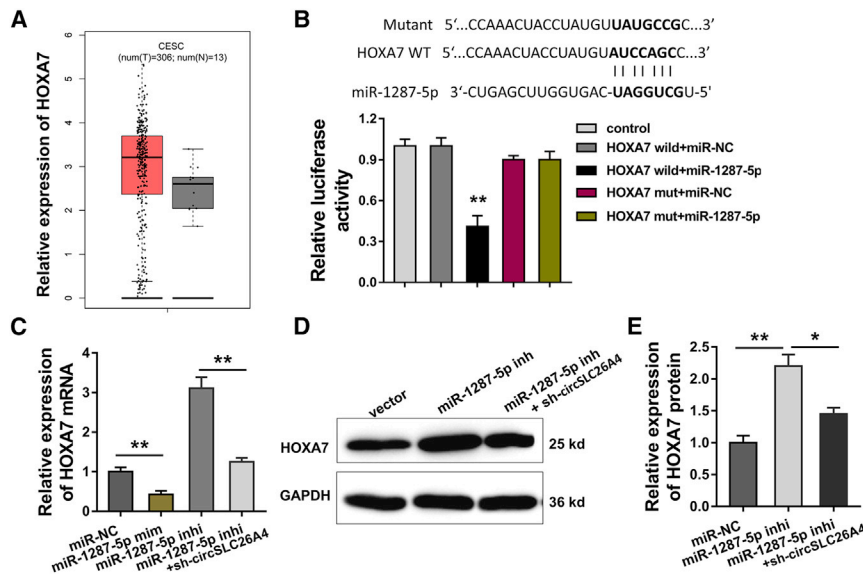 A
CESC
(num(T)=306; num(N)=13)
Relative expression of HOXA7
6
5
4
3
2
1
0
B
Mutant 5‘...CCAAACUACCUAUGUUAUGCCGC...3’
HOXA7 WT 5‘...CCAAACUACCUAUGUAUCCAGCC...3’
miR-1287-5p 3‘-CUGAGCUUGGUGAC-UAGGUCGU-5'
Relative luciferase
activity
1.2
0.9
0.6
0.3
0.0
**
control
HOXA7 wild+miR-NC
HOXA7 wild+miR-1287-5p
HOXA7 mut+miR-NC
HOXA7 mut+miR-1287-5p
C
Relative expression
of HOXA7 mRNA
4
3
2
1
0
**
**
miR-NC
miR-1287-5p mim
miR-1287-5p inhi
miR-1287-5p inhi
+sh-circSLC26A4
D
vector
miR-1287-5p inh
miR-1287-5p inh
+ sh-circSLC26A4
HOXA7
25 kd
GAPDH
36 kd
E
Relative expression
of HOXA7 protein
2.5
2.0
1.5
1.0
0.5
0.0
**
*
miR-NC
miR-1287-5p inhi
miR-1287-5p inhi
+sh-circSLC26A4